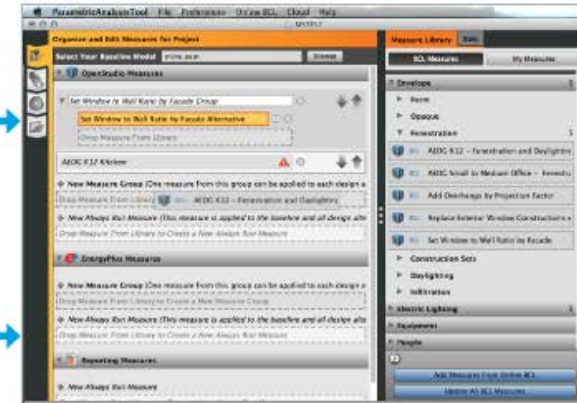 ParametricAnalysisTool File Preferences Online BCL Cloud Help
Organize and Edit Measures for Project
Select Your Baseline Model
Browse
OpenStudio Measures
Set Window to Wall Ratio by Facade Group
Set Window to Wall Ratio by Facade Alternative
Drop Measure From Library
AEDG K12 Kitchen
New Measure Group (One measure from this group can be applied to each design a
Drop Measure From Library AEDG K12 - Fenestration and Daylighting
New Always Run Measure (This measure is applied to the baseline and all design alte
Drop Measure From Library to Create a New Always Run Measure
EnergyPlus Measures
New Measure Group (One measure from this group can be applied to each design a
Drop Measure From Library to Create a New Measure Group
New Always Run Measure (This measure is applied to the baseline and all design alte
Drop Measure From Library to Create a New Always Run Measure
Reporting Measures
New Always Run Measure
Measure Library Edit
BCL Measures My Measures
Envelope 5
Form
Opaque
Fenestration 5
AEDG K12 - Fenestration and Daylightin
AEDG Small to Medium Office - Fenestra
Add Overhangs by Projection Factor
Replace Exterior Window Constructions
Set Window to Wall Ratio by Facade
Construction Sets
Daylighting
Infiltration
Electric Lighting
Equipment
People
Add Measures From Online BCL
Update All BCL Measures